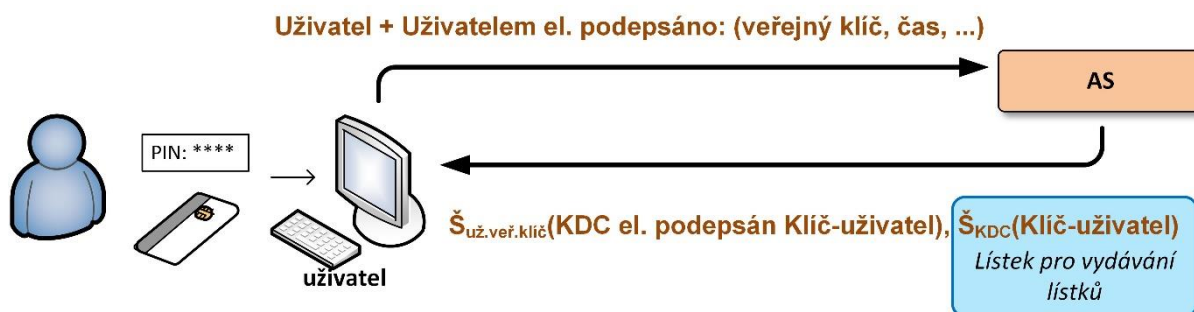 Uživatel + Uživatelem el. podepsáno: (veřejný klíč, čas, ...)
AS
PIN: ****
Šuž.veř.klíč(KDC el. podepsán Klíč-uživatel), ŠKDC(Klíč-uživatel)
Lístek pro vydávání
lístků
uživatel